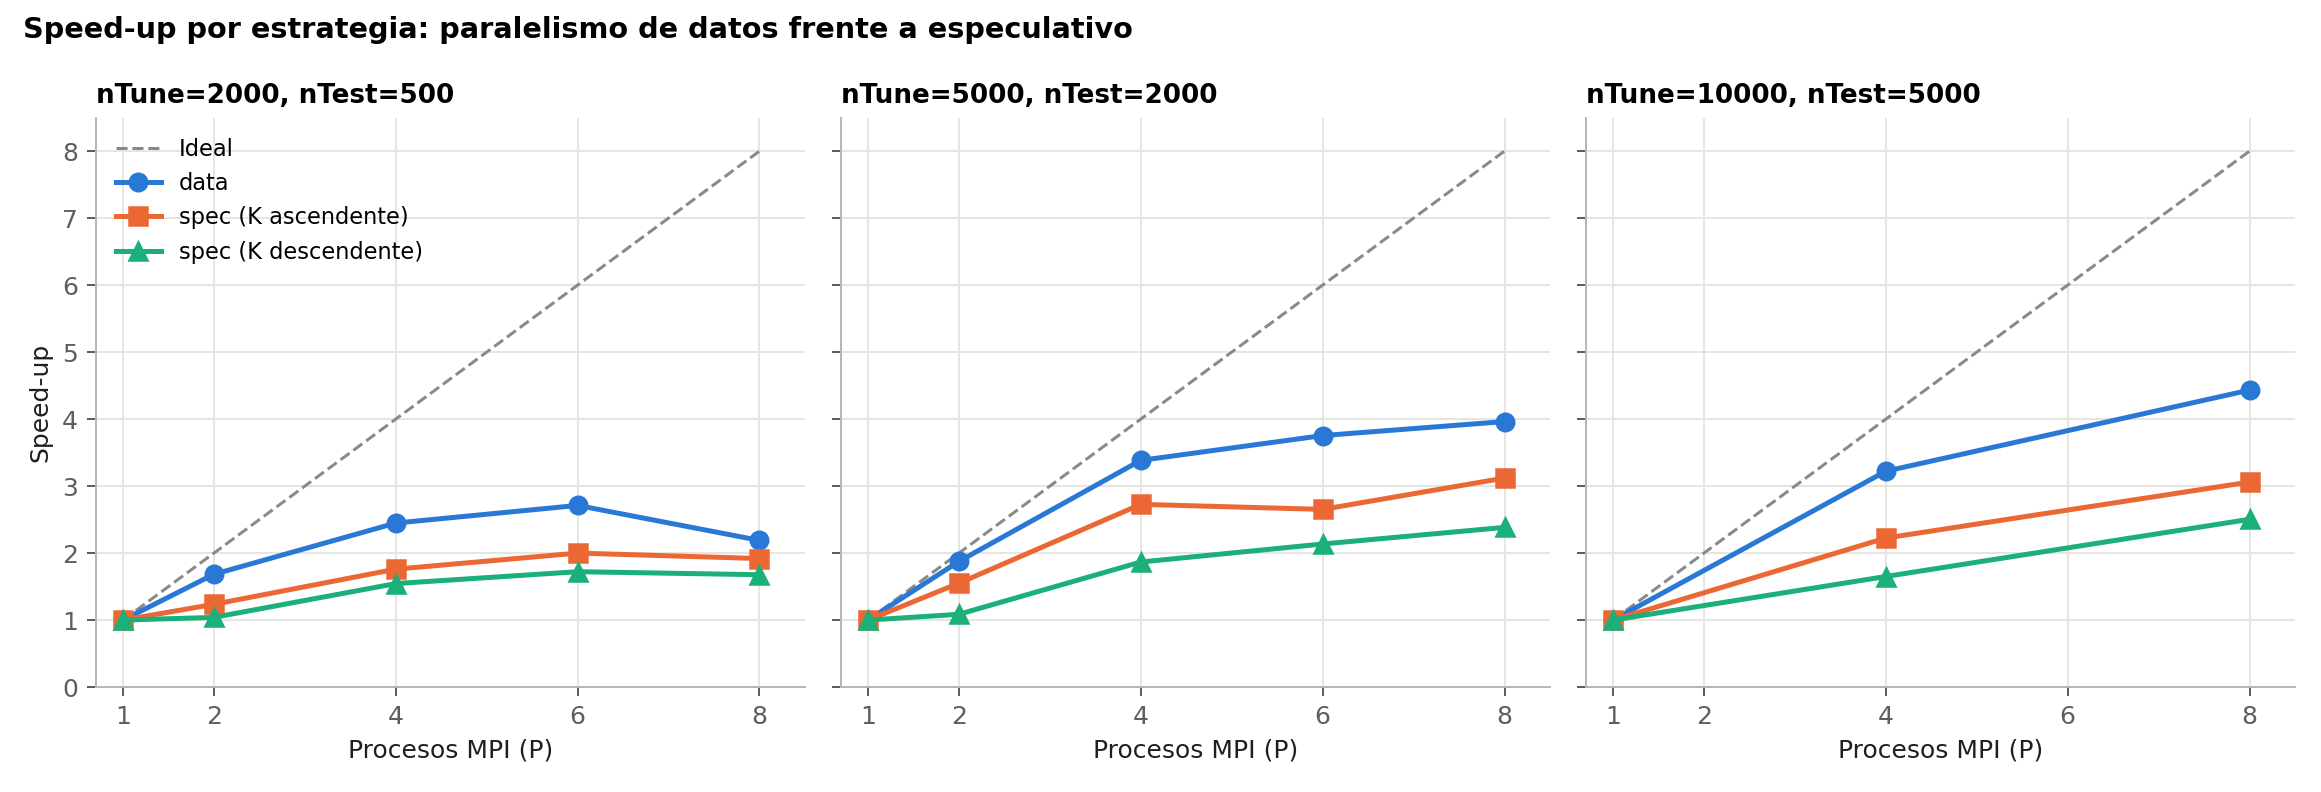 Speed-up por estrategia: paralelismo de datos frente a especulativo
nTune=2000, nTest=500
nTune=5000, nTest=2000
nTune=10000, nTest=5000
Ideal
data
spec (K ascendente)
spec (K descendente)
Speed-up
8
7
6
5
4
3
2
1
0
1 2 4 6 8
1 2 4 6 8
1 2 4 6 8
Procesos MPI (P)
Procesos MPI (P)
Procesos MPI (P)